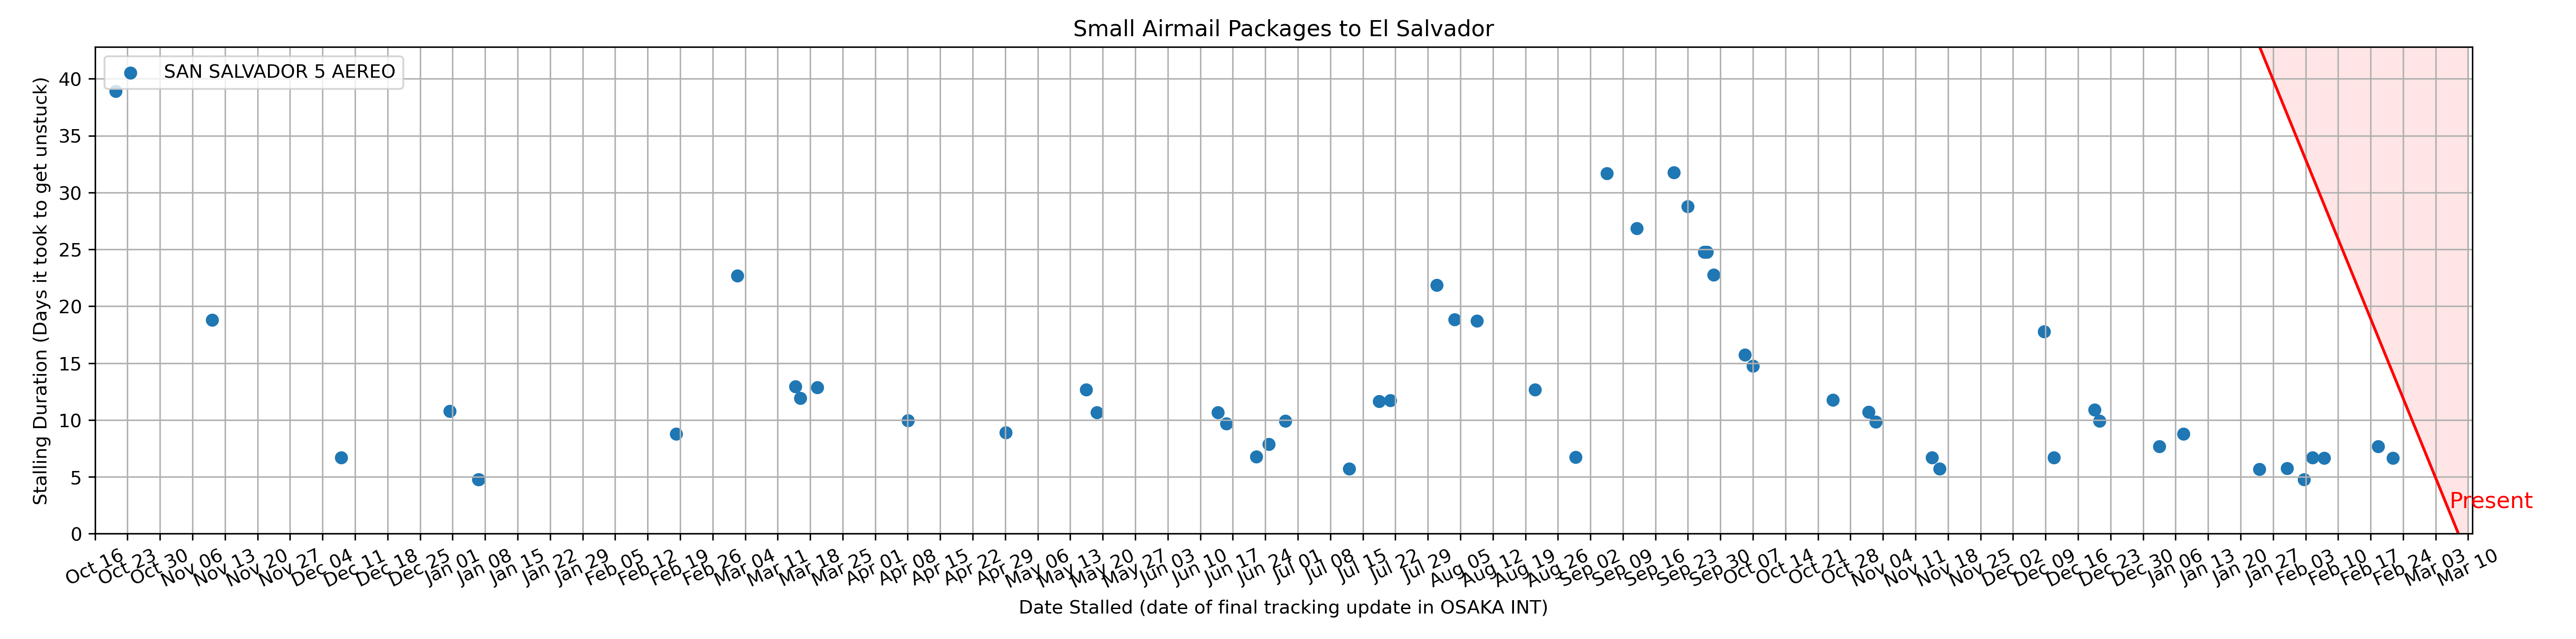 Small Airmail Packages to El Salvador
SAN SALVADOR 5 AEREO
Stalling Duration (Days it took to get unstuck)
40
35
30
25
20
15
10
5
0
Present
Oct 16
Oct 23
Oct 30
Nov 06
Nov 13
Nov 20
Nov 27
Dec 04
Dec 11
Dec 18
Dec 25
Jan 01
Jan 08
Jan 15
Jan 22
Jan 29
Feb 05
Feb 12
Feb 19
Feb 26
Mar 04
Mar 11
Mar 18
Mar 25
Apr 01
Apr 08
Apr 15
Apr 22
Apr 29
May 06
May 13
May 20
May 27
Jun 03
Jun 10
Jun 17
Jun 24
Jul 01
Jul 08
Jul 15
Jul 22
Jul 29
Aug 05
Aug 12
Aug 19
Aug 26
Sep 02
Sep 09
Sep 16
Sep 23
Sep 30
Oct 07
Oct 14
Oct 21
Oct 28
Nov 04
Nov 11
Nov 18
Nov 25
Dec 02
Dec 09
Dec 16
Dec 23
Dec 30
Jan 06
Jan 13
Jan 20
Jan 27
Feb 03
Feb 10
Feb 17
Feb 24
Mar 03
Mar 10
Date Stalled (date of final tracking update in OSAKA INT)